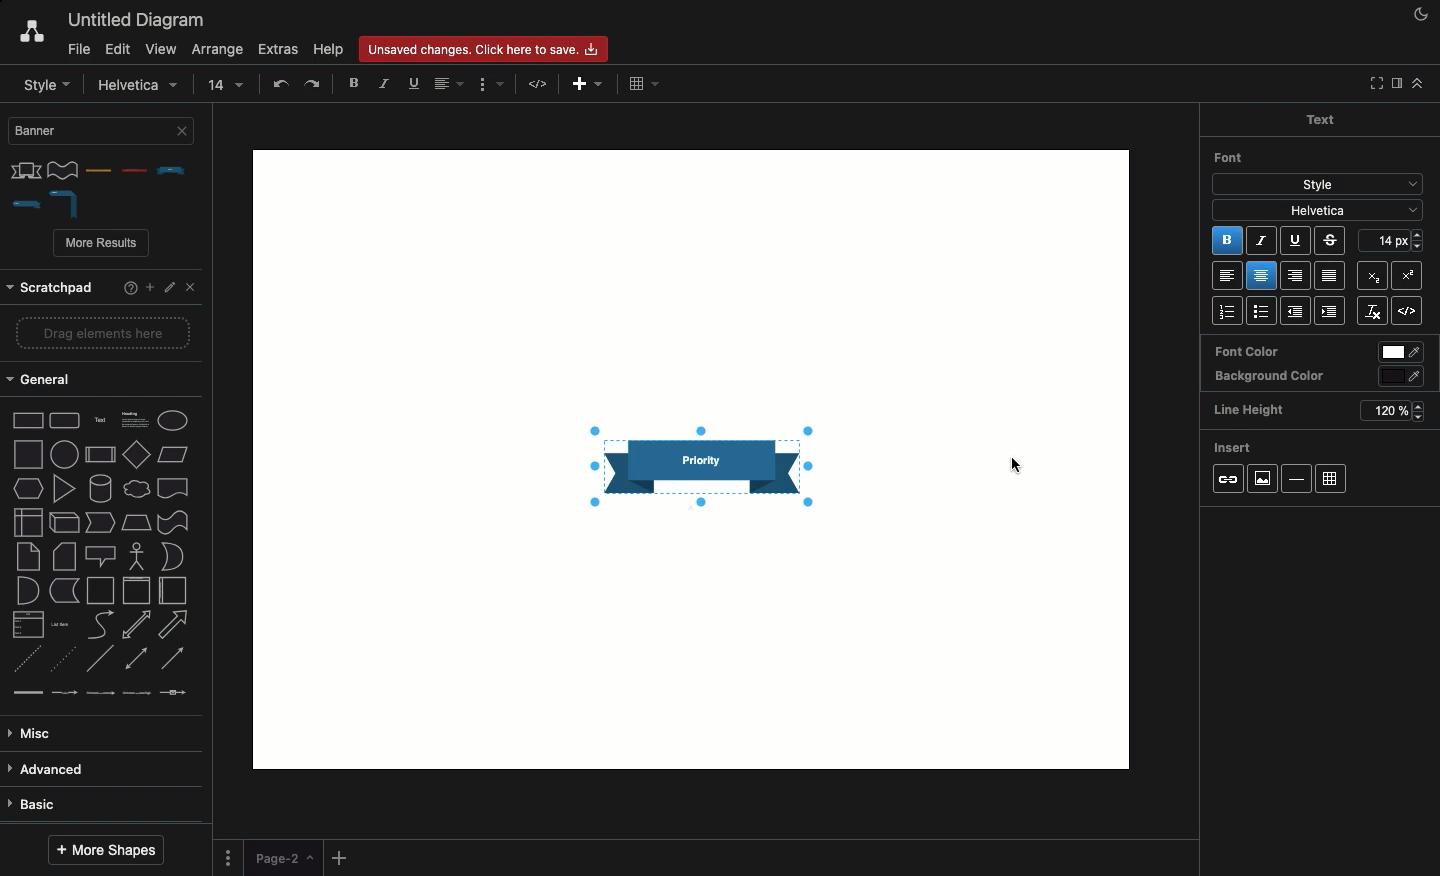 Untitled Diagram
File Edit View Arrange Extras Help Unsaved changes. Click here to save.
Style Helvetica 14 B I U
Banner
More Results
Scratchpad
Drag elements here
General
Text Heading
List Item
Misc
Advanced
Basic
+ More Shapes
Priority
Page-2
Text
Font
Style
Helvetica
B I U S 14 px
Font Color
Background Color
Line Height 120 %
Insert